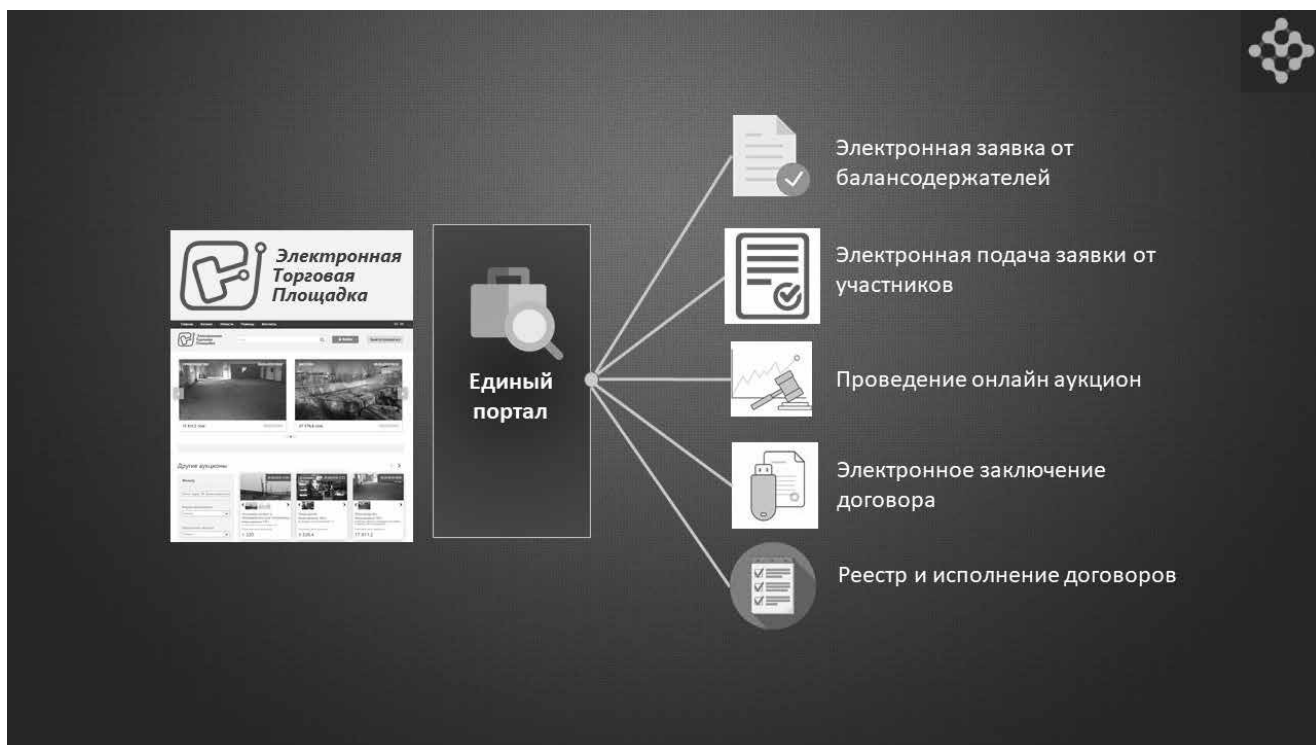 Электронная
Торговая
Площадка
Другие аукционы
Единый
портал
Электронная заявка от
балансодержателей
Электронная подача заявки от
участников
Проведение онлайн аукцион
Электронное заключение
договора
Реестр и исполнение договоров